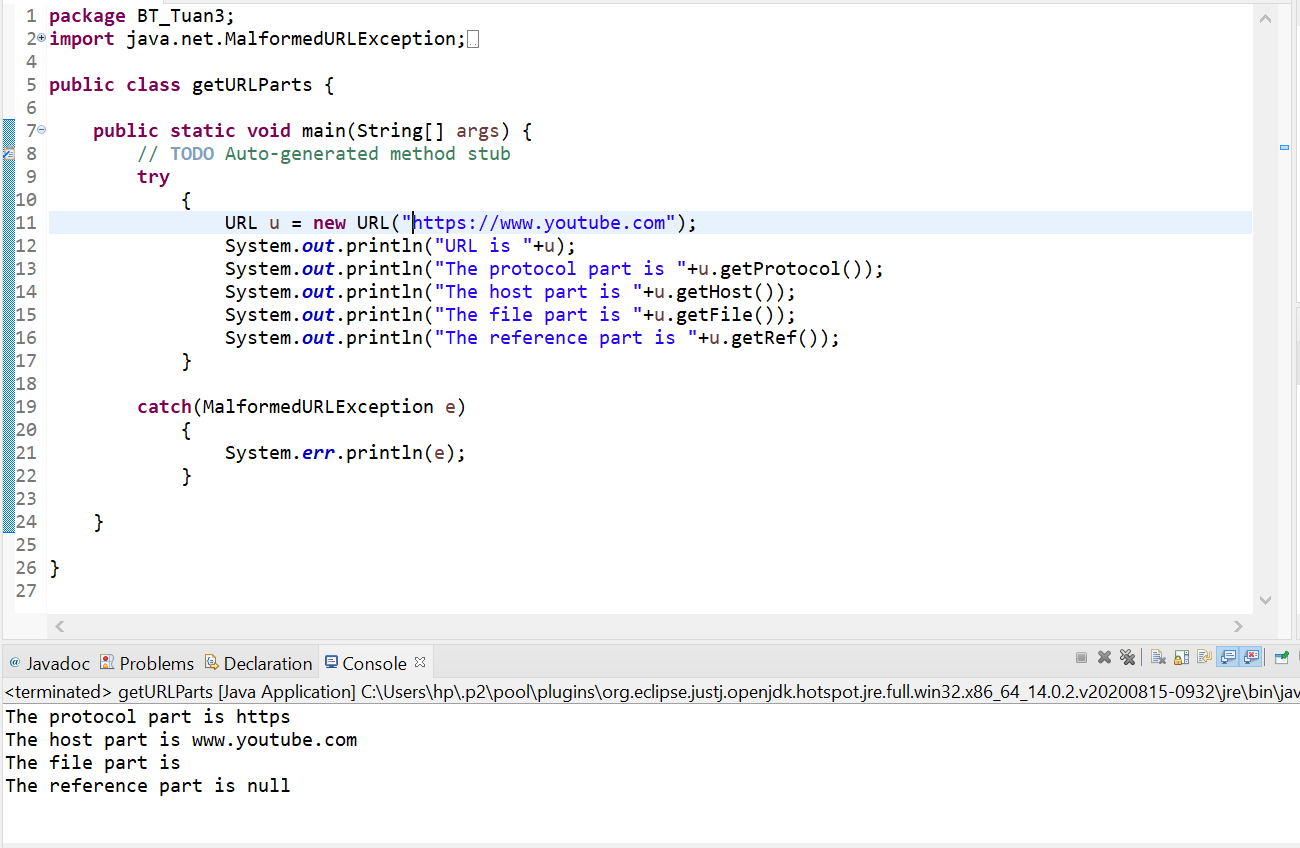 1 package BT_Tuan3;
2 import java.net.MalformedURLException;
4
5 public class getURLParts {
6
7 public static void main(String[] args) {
8 // TODO Auto-generated method stub
9 try
10 {
11 URL u = new URL("https://www.youtube.com");
12 System.out.println("URL is "+u);
13 System.out.println("The protocol part is "+u.getProtocol());
14 System.out.println("The host part is "+u.getHost());
15 System.out.println("The file part is "+u.getFile());
16 System.out.println("The reference part is "+u.getRef());
17 }
18
19 catch(MalformedURLException e)
20 {
21 System.err.println(e);
22 }
23
24 }
25
26 }
27
@ Javadoc Problems Declaration Console
<terminated> getURLParts [Java Application] C:\Users\hp\.p2\pool\plugins\org.eclipse.justj.openjdk.hotspot.jre.full.win32.x86_64_14.0.2.v20200815-0932\jre\bin\jav
The protocol part is https
The host part is www.youtube.com
The file part is
The reference part is null